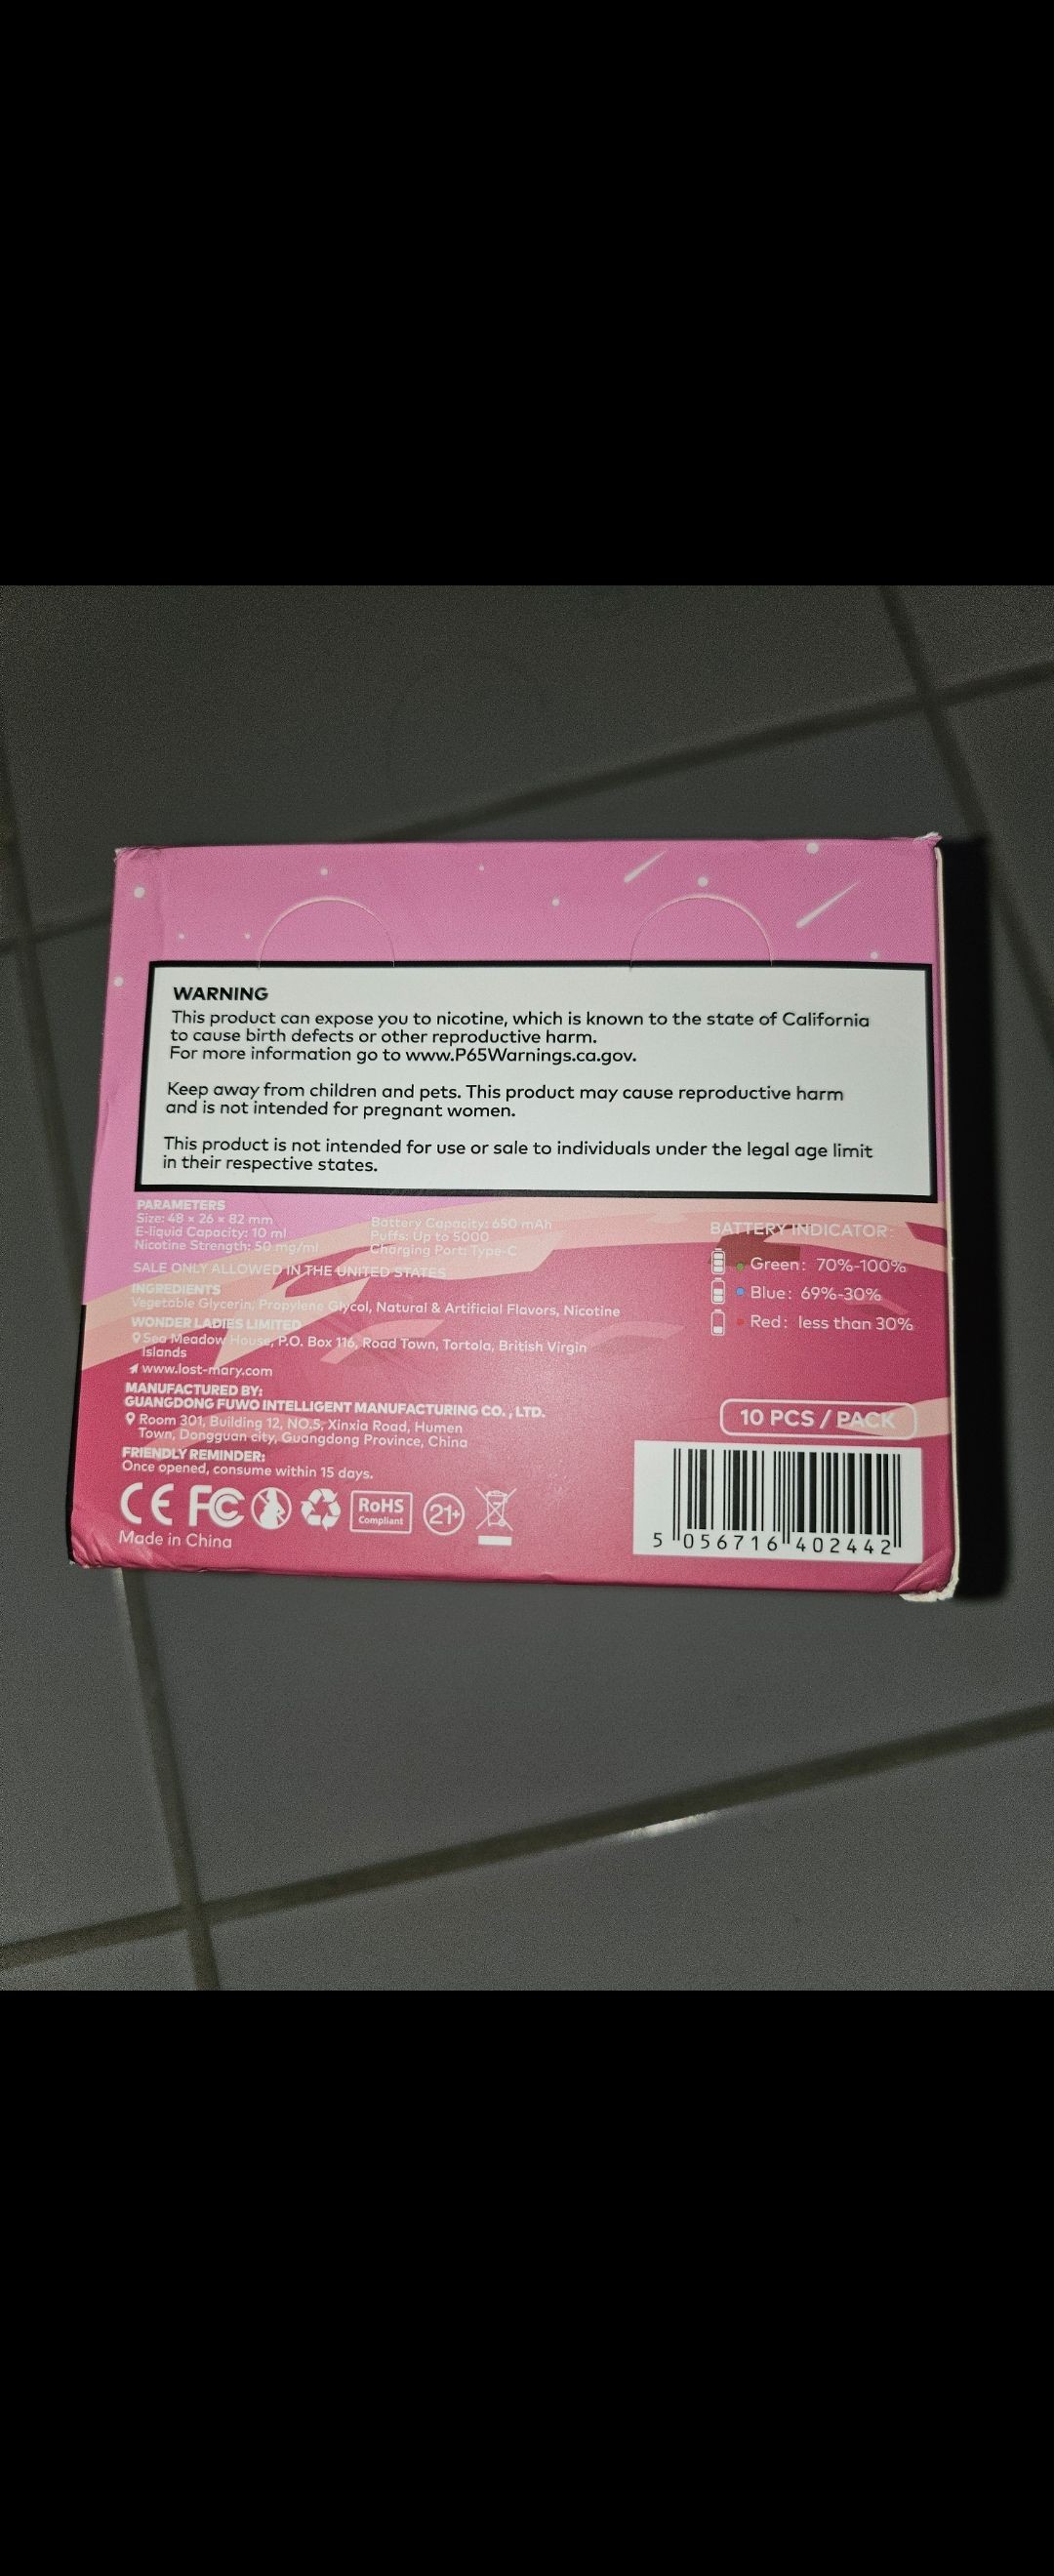 WARNING
This product can expose you to nicotine, which is known to the state of California
to cause birth defects or other reproductive harm.
For more information go to www.P65Warnings.ca.gov.
Keep away from children and pets. This product may cause reproductive harm
and is not intended for pregnant women.
This product is not intended for use or sale to individuals under the legal age limit
in their respective states.
PARAMETERS
Size: 48 × 26 × 82 mm
E-liquid Capacity: 10 ml
Nicotine Strength: 50 mg/ml
Battery Capacity: 650 mAh
Puffs: Up to 5000
Charging Port: Type-C
SALE ONLY ALLOWED IN THE UNITED STATES
INGREDIENTS
Vegetable Glycerin, Propylene Glycol, Natural & Artificial Flavors, Nicotine
WONDER LADIES LIMITED
Sea Meadow House, P.O. Box 116, Road Town, Tortola, British Virgin
Islands
www.lost-mary.com
MANUFACTURED BY:
GUANGDONG FUWO INTELLIGENT MANUFACTURING CO. , LTD.
Room 301, Building 12, NO.5, Xinxia Road, Humen
Town, Dongguan city, Guangdong Province, China
FRIENDLY REMINDER:
Once opened, consume within 15 days.
CE FC RoHS
Compliant
21+
Made in China
BATTERY INDICATOR:
Green: 70%-100%
Blue: 69%-30%
Red: less than 30%
10 PCS / PACK
5 056716 402442